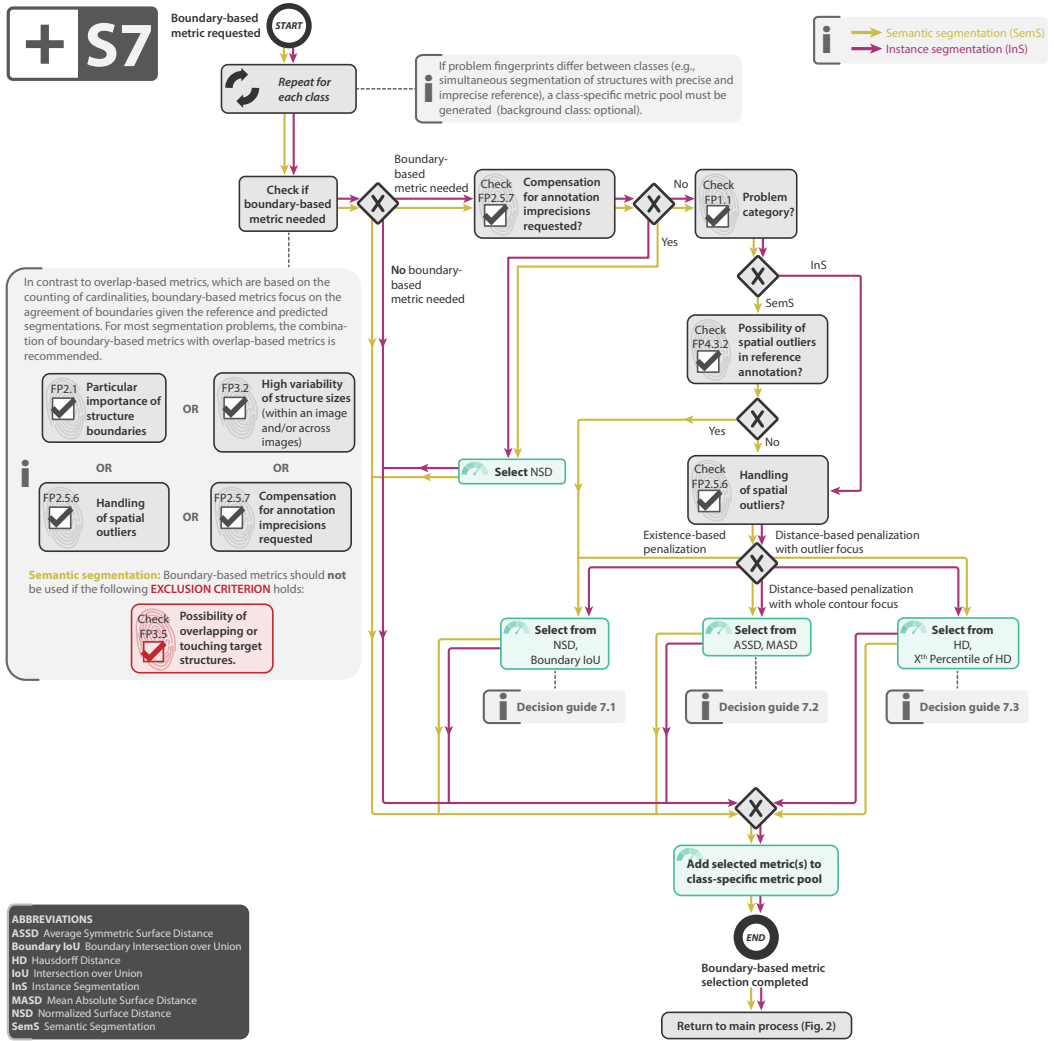 + S7
Boundary-based
metric requested
START
Semantic segmentation (SemS)
Instance segmentation (InS)
Repeat for
each class
If problem fingerprints differ between classes (e.g.,
simultaneous segmentation of structures with precise and
imprecise reference), a class-specific metric pool must be
generated (background class: optional).
Check if
boundary-based
metric needed
X
Boundary-
based
metric needed
Check
FP2.5.7
Compensation
for annotation
imprecisions
requested?
X
No
Yes
Check
FP1.1
Problem
category?
No boundary-
based
metric needed
X
InS
SemS
In contrast to overlap-based metrics, which are based on the
counting of cardinalities, boundary-based metrics focus on the
agreement of boundaries given the reference and predicted
segmentations. For most segmentation problems, the combina-
tion of boundary-based metrics with overlap-based metrics is
recommended.
FP2.1
Particular
importance of
structure
boundaries
OR
FP3.2
High variability
of structure sizes
(within an image
and/or across
images)
OR
OR
FP2.5.6
Handling
of spatial
outliers
OR
FP2.5.7
Compensation
for annotation
imprecisions
requested
Semantic segmentation: Boundary-based metrics should not
be used if the following EXCLUSION CRITERION holds:
Check
FP3.5
Possibility of
overlapping or
touching target
structures.
Check
FP4.3.2
Possibility of
spatial outliers
in reference
annotation?
X
Yes
No
Select NSD
Check
FP2.5.6
Handling
of spatial
outliers?
Existence-based
penalization
Distance-based penalization
with outlier focus
X
Distance-based penalization
with whole contour focus
Select from
NSD,
Boundary IoU
Select from
ASSD, MASD
Select from
HD,
Xth Percentile of HD
Decision guide 7.1
Decision guide 7.2
Decision guide 7.3
X
Add selected metric(s) to
class-specific metric pool
END
Boundary-based metric
selection completed
Return to main process (Fig. 2)
ABBREVIATIONS
ASSD Average Symmetric Surface Distance
Boundary IoU Boundary Intersection over Union
HD Hausdorff Distance
IoU Intersection over Union
InS Instance Segmentation
MASD Mean Absolute Surface Distance
NSD Normalized Surface Distance
SemS Semantic Segmentation